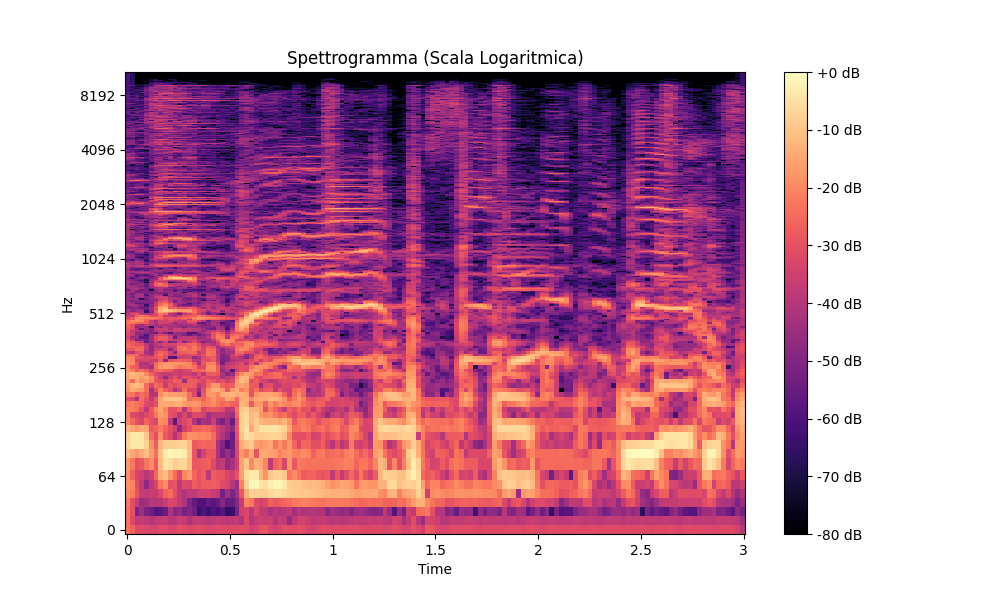 Spettrogramma (Scala Logaritmica)
Hz
8192
4096
2048
1024
512
256
128
64
0
0 0.5 1 1.5 2 2.5 3
Time
+0 dB
-10 dB
-20 dB
-30 dB
-40 dB
-50 dB
-60 dB
-70 dB
-80 dB